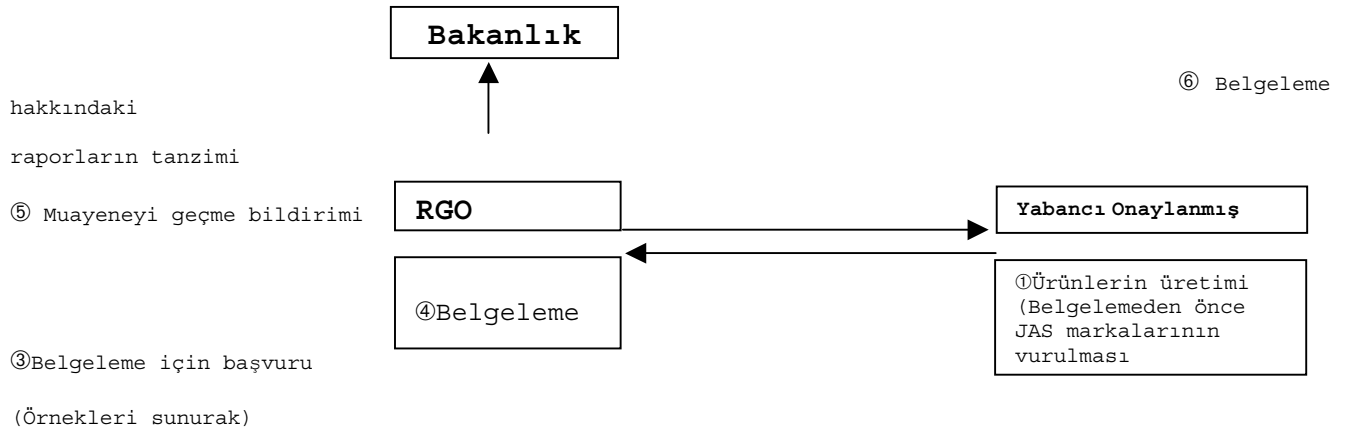 Bakanlık
⑥ Belgeleme
hakkındaki
raporların tanzimi
⑤ Muayeneyi geçme bildirimi
RGO
Yabancı Onaylanmış
④Belgeleme
①Ürünlerin üretimi
(Belgelemeden önce
JAS markalarının
vurulması
③Belgeleme için başvuru
(Örnekleri sunurak)